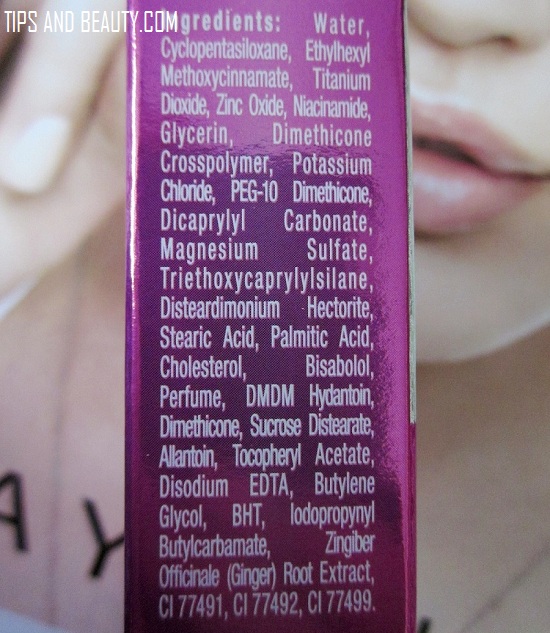 TIPS AND BEAUTY.COM
gredients: Water,
Cyclopentasiloxane, Ethylhexyl
Methoxycinnamate, Titanium
Dioxide, Zinc Oxide, Niacinamide,
Glycerin, Dimethicone
Crosspolymer, Potassium
Chloride, PEG-10 Dimethicone,
Dicaprylyl Carbonate,
Magnesium Sulfate,
Triethoxycaprylylsilane,
Disteardimonium Hectorite,
Stearic Acid, Palmitic Acid,
Cholesterol, Bisabolol,
Perfume, DMDM Hydantoin,
Dimethicone, Sucrose Distearate,
Allantoin, Tocopheryl Acetate,
Disodium EDTA, Butylene
Glycol, BHT, Iodopropynyl
Butylcarbamate, Zingiber
Officinale (Ginger) Root Extract,
CI 77491, CI 77492, CI 77499.
A Y